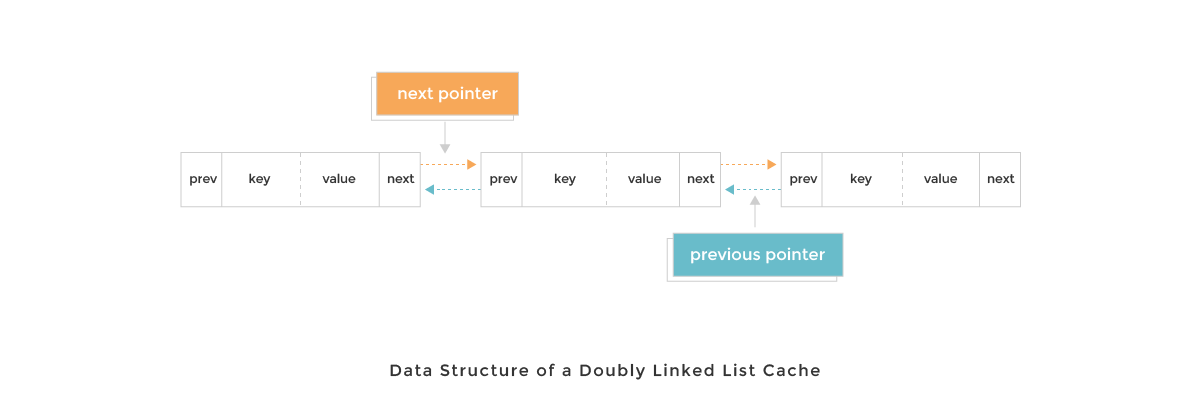 next pointer
prev key value next prev key value next prev key value next
previous pointer
Data Structure of a Doubly Linked List Cache